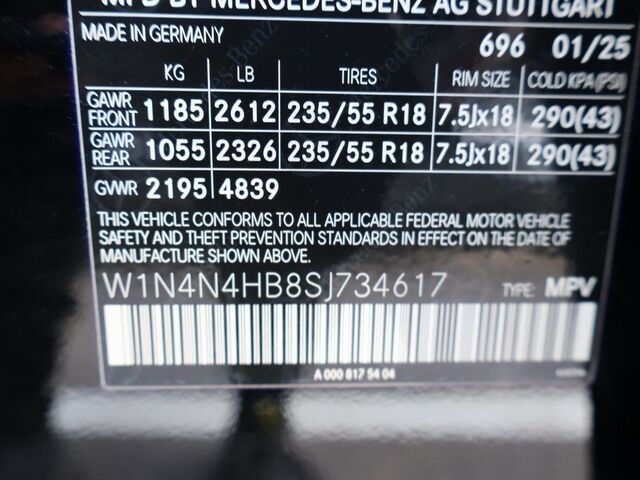 MFD BY MERCEDES-BENZ AG STUTTGART
MADE IN GERMANY 696 01/25
KG LB TIRES RIM SIZE COLD KPA(PSI)
GAWR FRONT 1185 2612 235/55 R18 7.5Jx18 290(43)
GAWR REAR 1055 2326 235/55 R18 7.5Jx18 290(43)
GVWR 2195 4839
THIS VEHICLE CONFORMS TO ALL APPLICABLE FEDERAL MOTOR VEHICLE
SAFETY AND THEFT PREVENTION STANDARDS IN EFFECT ON THE DATE OF
MANUFACTURE SHOWN ABOVE.
W1N4N4HB8SJ734617 TYPE: MPV
A 000 817 54 04